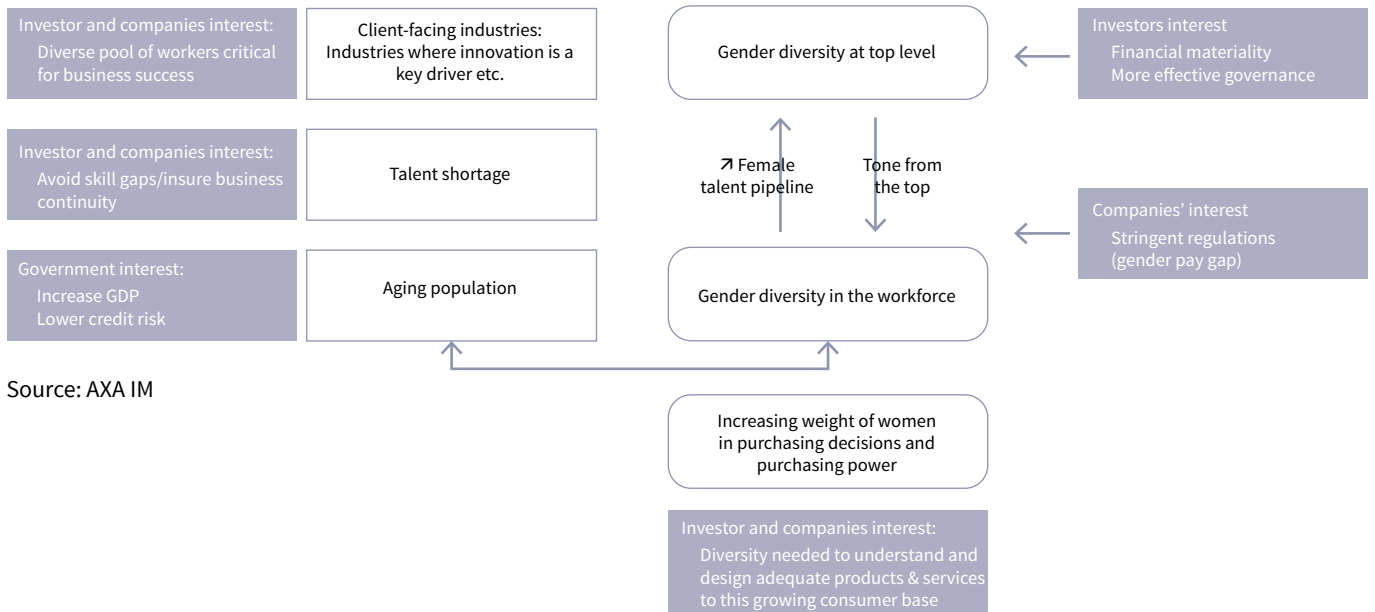 Investor and companies interest:
Diverse pool of workers critical
for business success
Client-facing industries:
Industries where innovation is a
key driver etc.
Gender diversity at top level
Investors interest
Financial materiality
More effective governance
Investor and companies interest:
Avoid skill gaps/insure business
continuity
Talent shortage
↗ Female
talent pipeline
Tone from
the top
Companies’ interest
Stringent regulations
(gender pay gap)
Government interest:
Increase GDP
Lower credit risk
Aging population
Gender diversity in the workforce
Source: AXA IM
Increasing weight of women
in purchasing decisions and
purchasing power
Investor and companies interest:
Diversity needed to understand and
design adequate products & services
to this growing consumer base